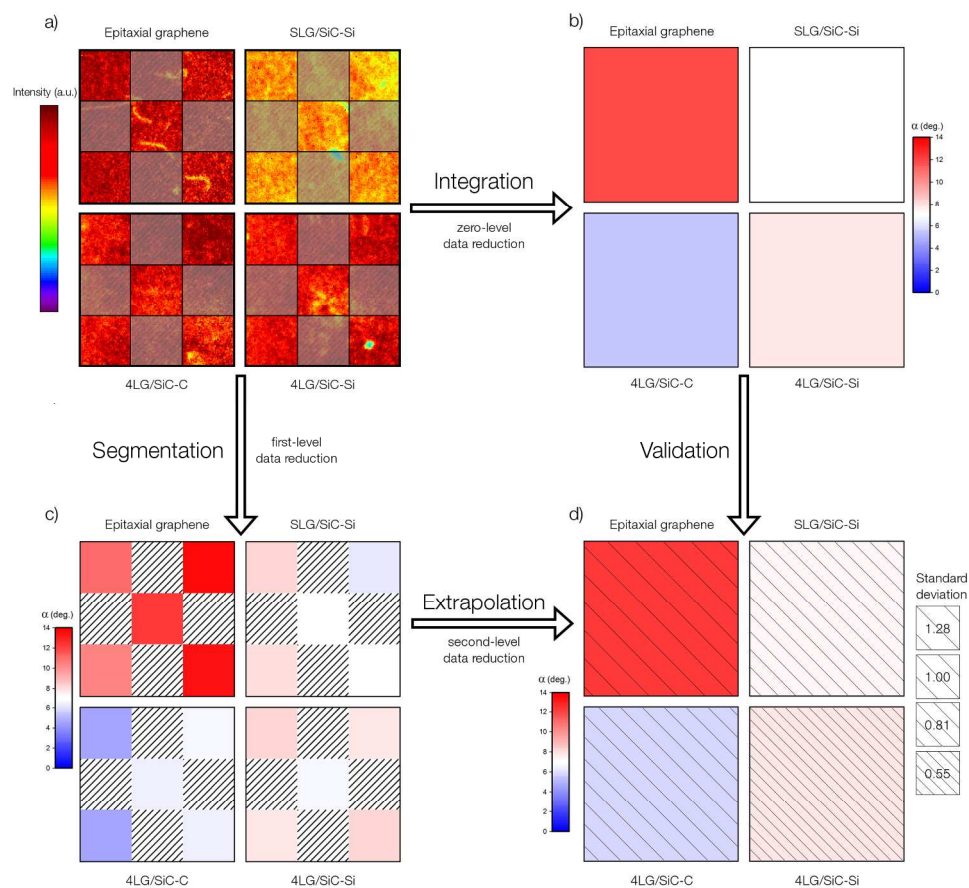 a)
Epitaxial graphene
SLG/SiC-Si
Intensity (a.u.)
4LG/SiC-C
4LG/SiC-Si
Integration
zero-level
data reduction
b)
Epitaxial graphene
SLG/SiC-Si
α (deg.)
14
12
10
8
6
4
2
0
4LG/SiC-C
4LG/SiC-Si
Segmentation
first-level
data reduction
Validation
c)
Epitaxial graphene
SLG/SiC-Si
α (deg.)
14
12
10
8
6
4
2
0
4LG/SiC-C
4LG/SiC-Si
Extrapolation
second-level
data reduction
d)
Epitaxial graphene
SLG/SiC-Si
α (deg.)
14
12
10
8
6
4
2
0
4LG/SiC-C
4LG/SiC-Si
Standard
deviation
1.28
1.00
0.81
0.55